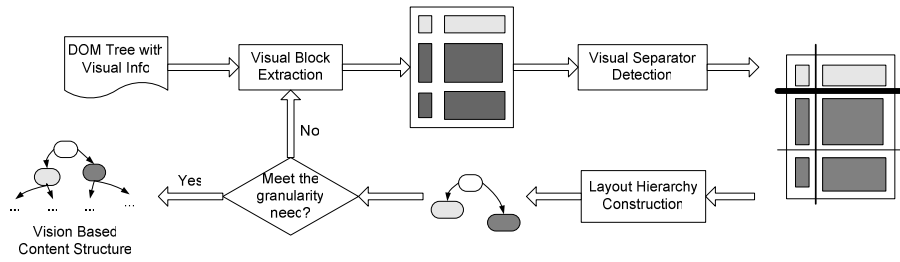 DOM Tree with
Visual Info
Visual Block
Extraction
Visual Separator
Detection
No
Yes
Meet the
granularity
need?
Layout Hierarchy
Construction
... ... ... ...
Vision Based
Content Structure